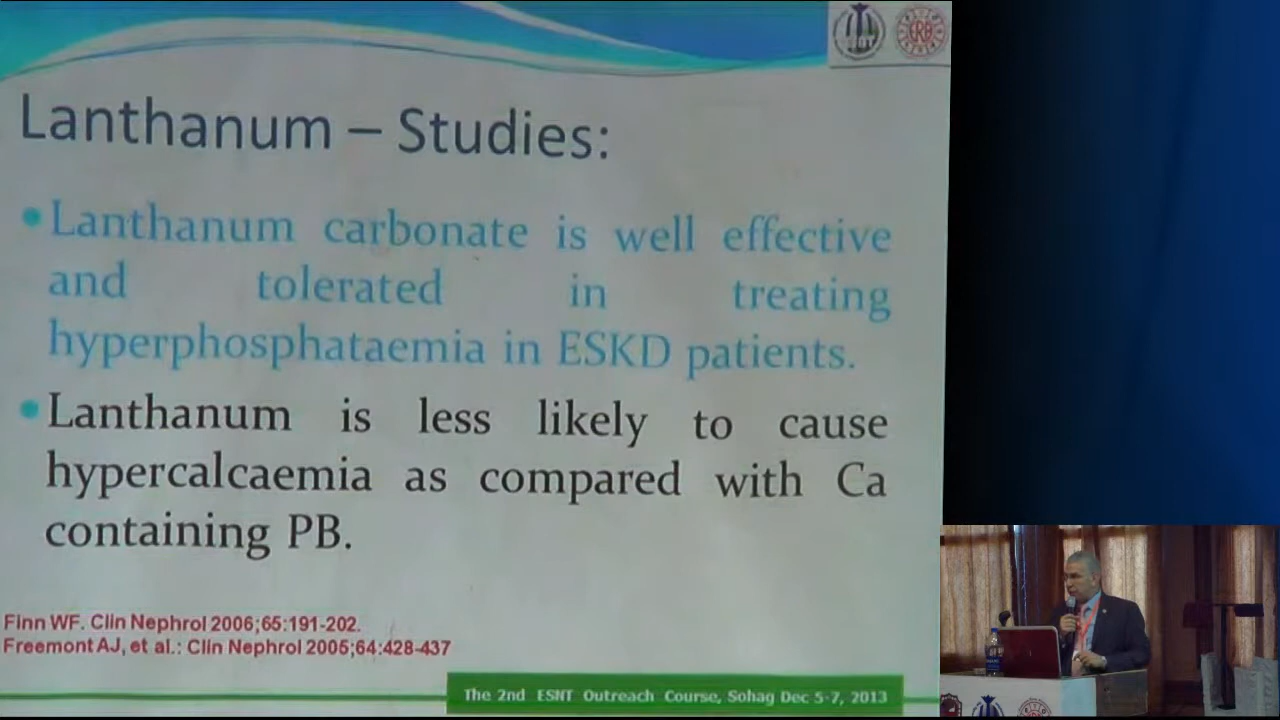 Lanthanum – Studies:
•Lanthanum carbonate is well effective
and tolerated in treating
hyperphosphataemia in ESKD patients.
•Lanthanum is less likely to cause
hypercalcaemia as compared with Ca
containing PB.
Finn WF. Clin Nephrol 2006;65:191-202.
Freemont AJ, et al.: Clin Nephrol 2005;64:428-437
The 2nd ESNT Outreach Course, Sohag Dec 5-7, 2013